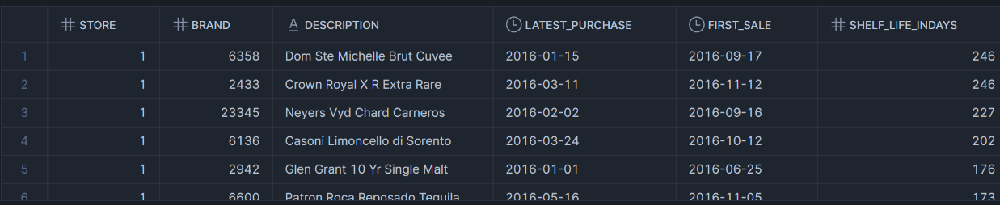 # STORE # BRAND A DESCRIPTION LATEST_PURCHASE FIRST_SALE # SHELF_LIFE_INDAYS
1 1 6358 Dom Ste Michelle Brut Cuvee 2016-01-15 2016-09-17 246
2 1 2433 Crown Royal X R Extra Rare 2016-03-11 2016-11-12 246
3 1 23345 Neyers Vyd Chard Carneros 2016-02-02 2016-09-16 227
4 1 6136 Casoni Limoncello di Sorento 2016-03-24 2016-10-12 202
5 1 2942 Glen Grant 10 Yr Single Malt 2016-01-01 2016-06-25 176
6 1 6600 Patron Roca Reposado Tequila 2016-05-16 2016-11-05 173